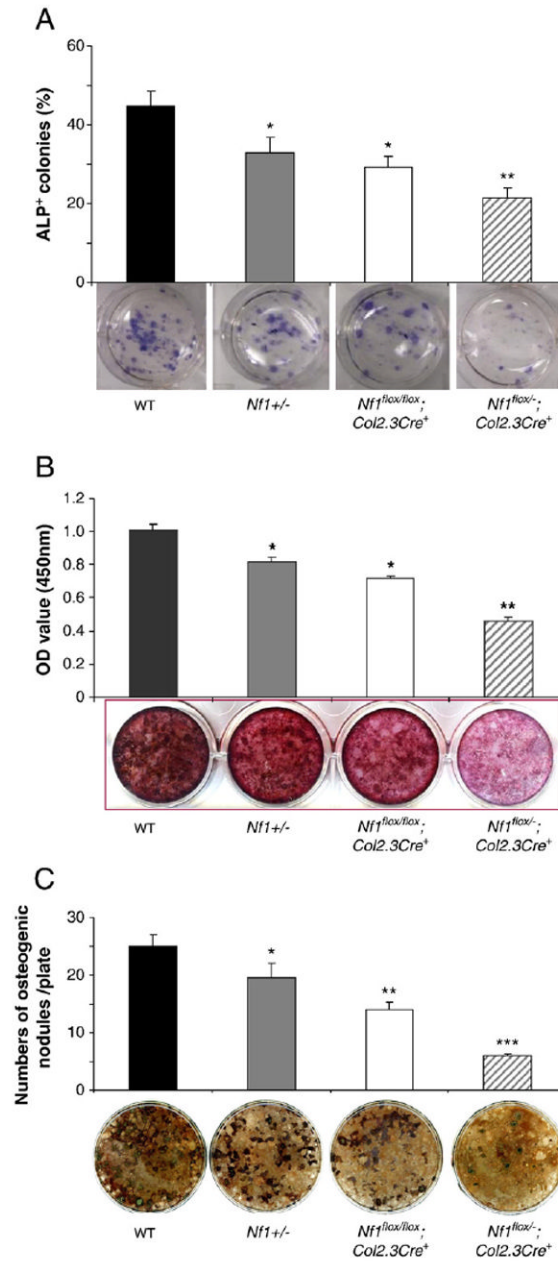 A
ALP⁺ colonies (%)
60
40
20
0
*
*
**
WT
Nf1+/-
Nf1flox/flox;
Col2.3Cre⁺
Nf1flox/-;
Col2.3Cre⁺
B
OD value (450nm)
1.2
1.0
0.8
0.6
0.4
0.2
0
*
*
**
WT
Nf1+/-
Nf1flox/flox;
Col2.3Cre⁺
Nf1flox/-;
Col2.3Cre⁺
C
Numbers of osteogenic
nodules /plate
30
20
10
0
*
**
***
WT
Nf1+/-
Nf1flox/flox;
Col2.3Cre⁺
Nf1flox/-;
Col2.3Cre⁺